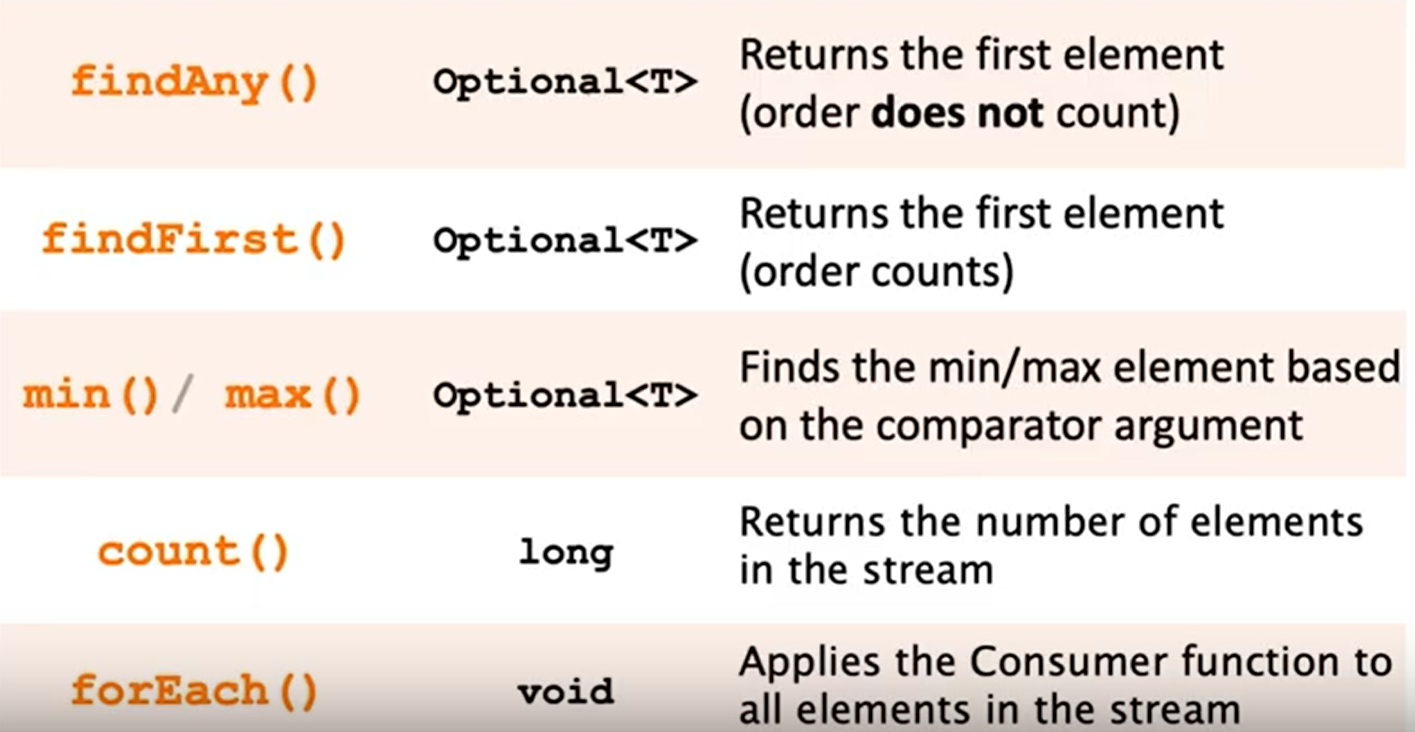 findAny() Optional<T> Returns the first element
(order does not count)
findFirst() Optional<T> Returns the first element
(order counts)
min()/ max() Optional<T> Finds the min/max element based
on the comparator argument
count() long Returns the number of elements
in the stream
forEach() void Applies the Consumer function to
all elements in the stream